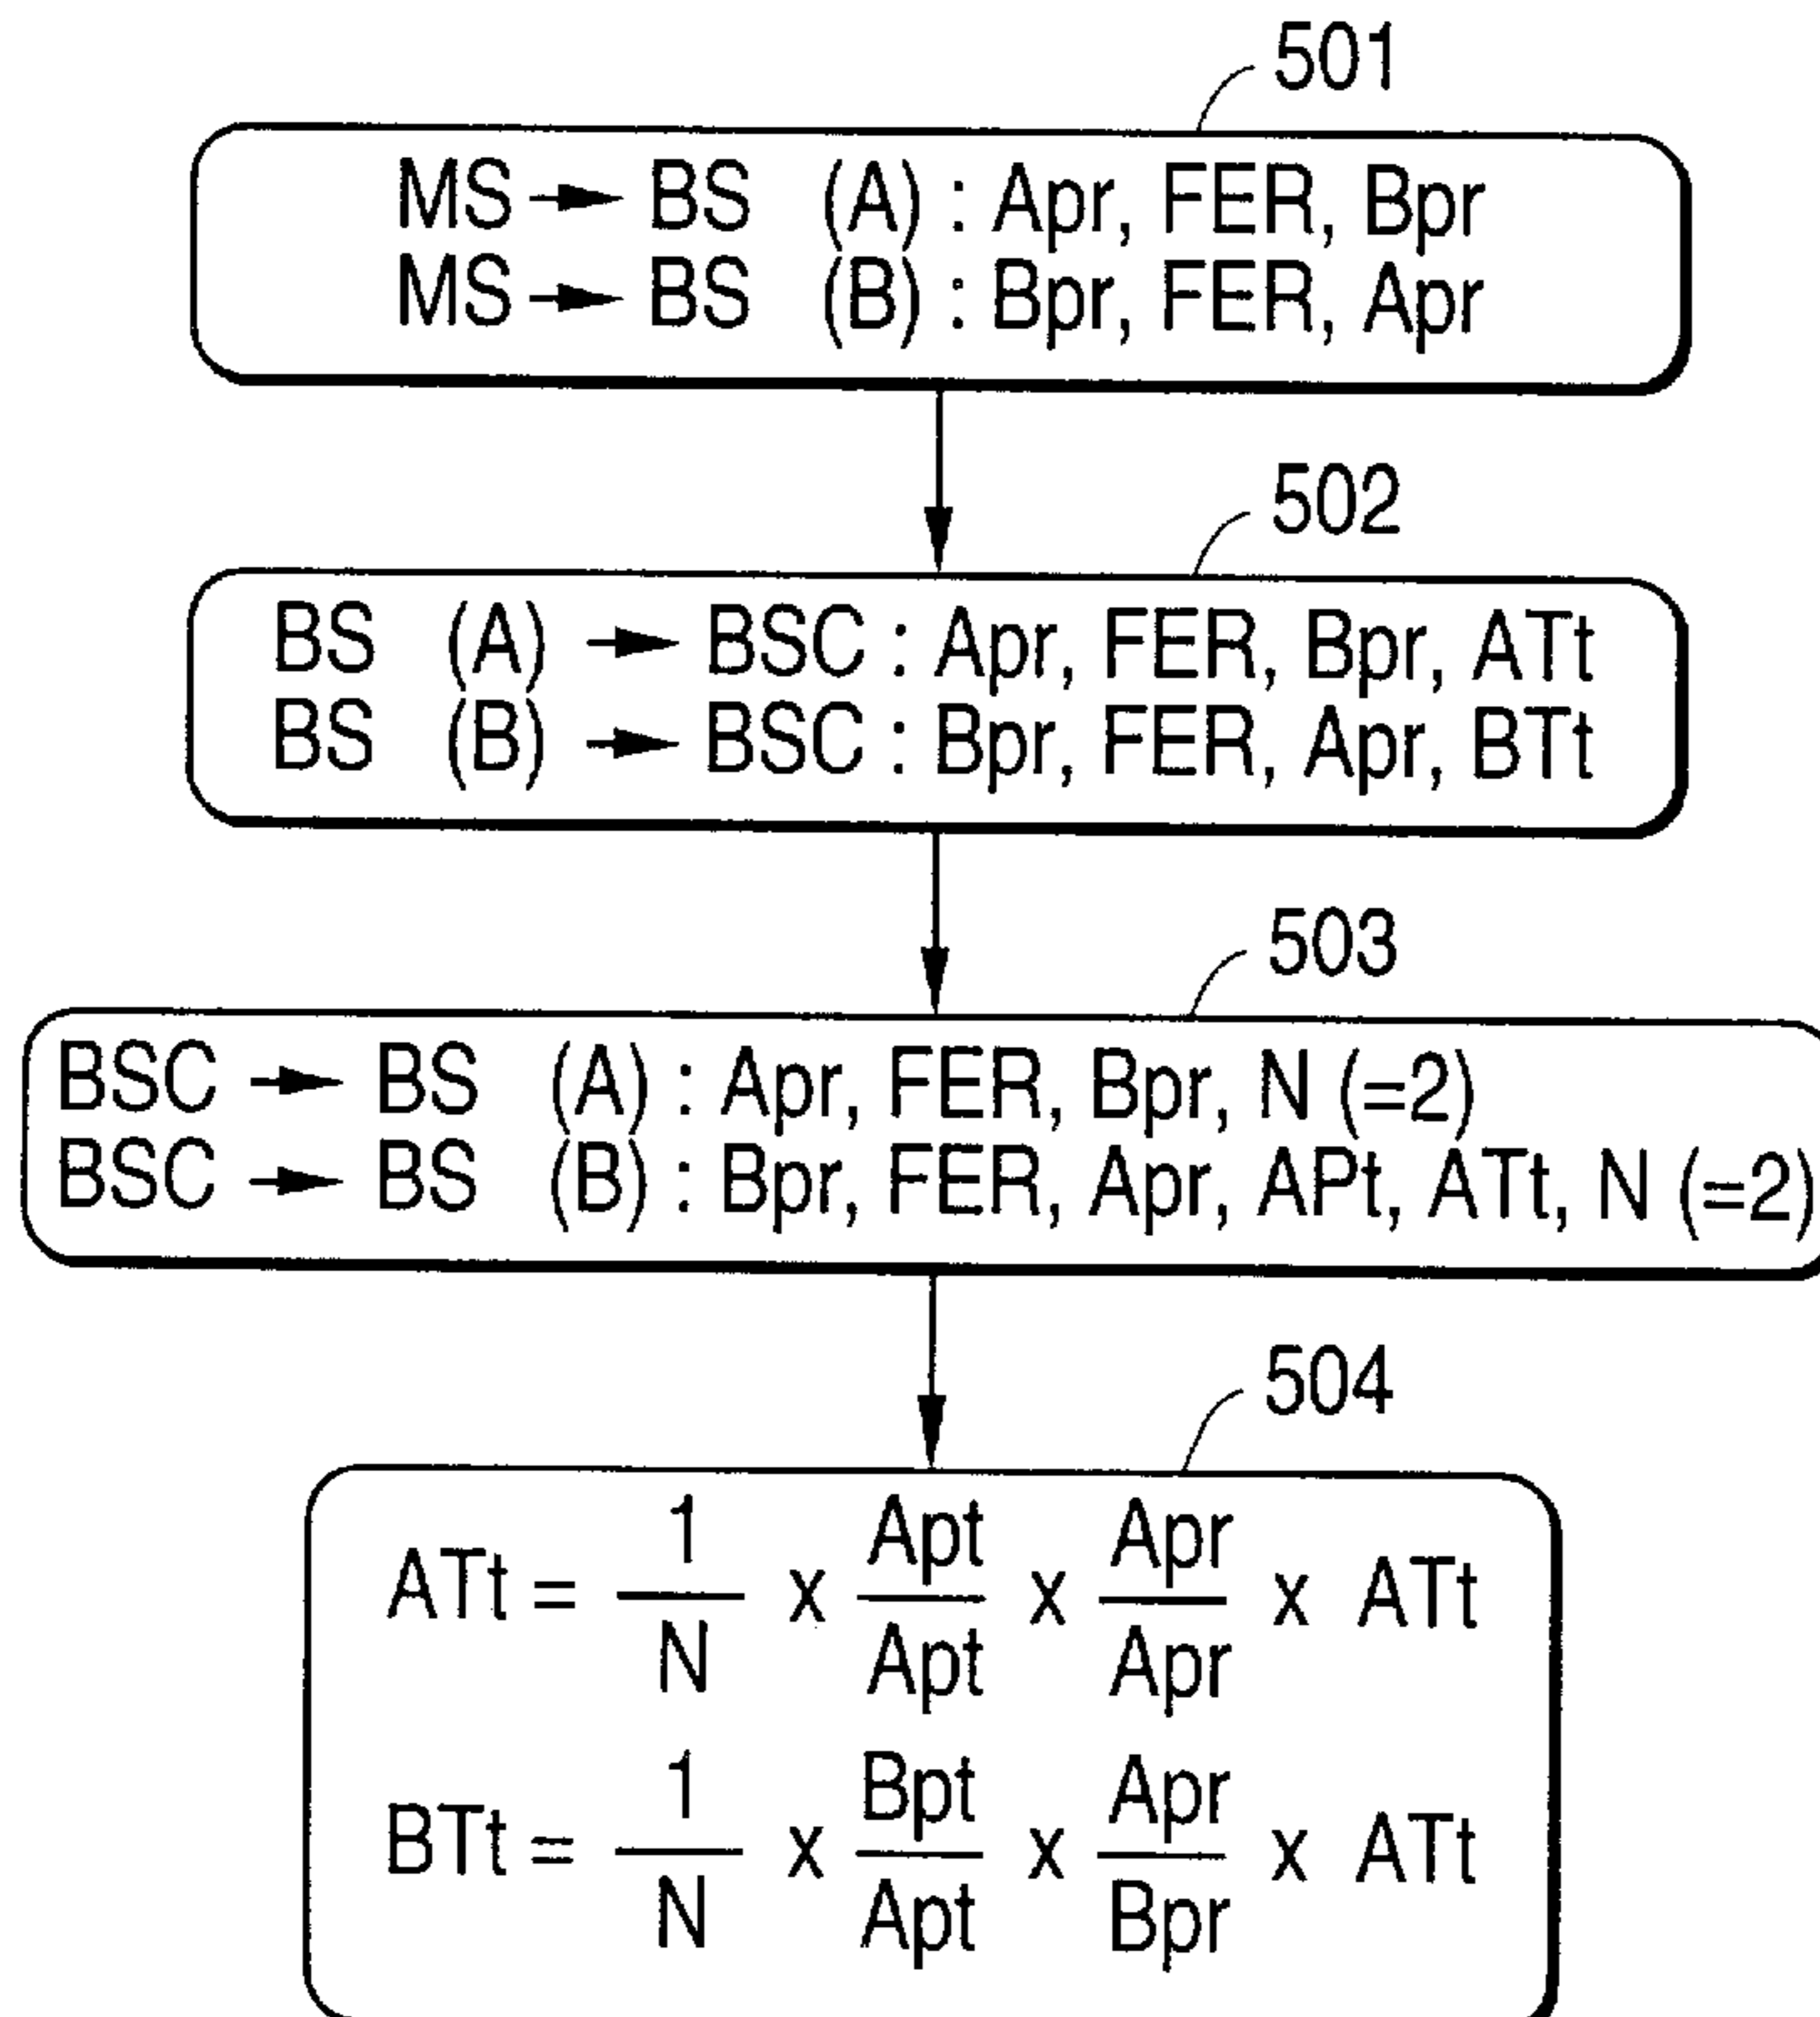 501
MS → BS (A) : Apr, FER, Bpr
MS → BS (B) : Bpr, FER, Apr
502
BS (A) → BSC : Apr, FER, Bpr, ATt
BS (B) → BSC : Bpr, FER, Apr, BTt
503
BSC → BS (A) : Apr, FER, Bpr, N (=2)
BSC → BS (B) : Bpr, FER, Apr, APt, ATt, N (=2)
504
ATt = 1/N x Apt/Apt x Apr/Apr x ATt
BTt = 1/N x Bpt/Apt x Apr/Bpr x ATt